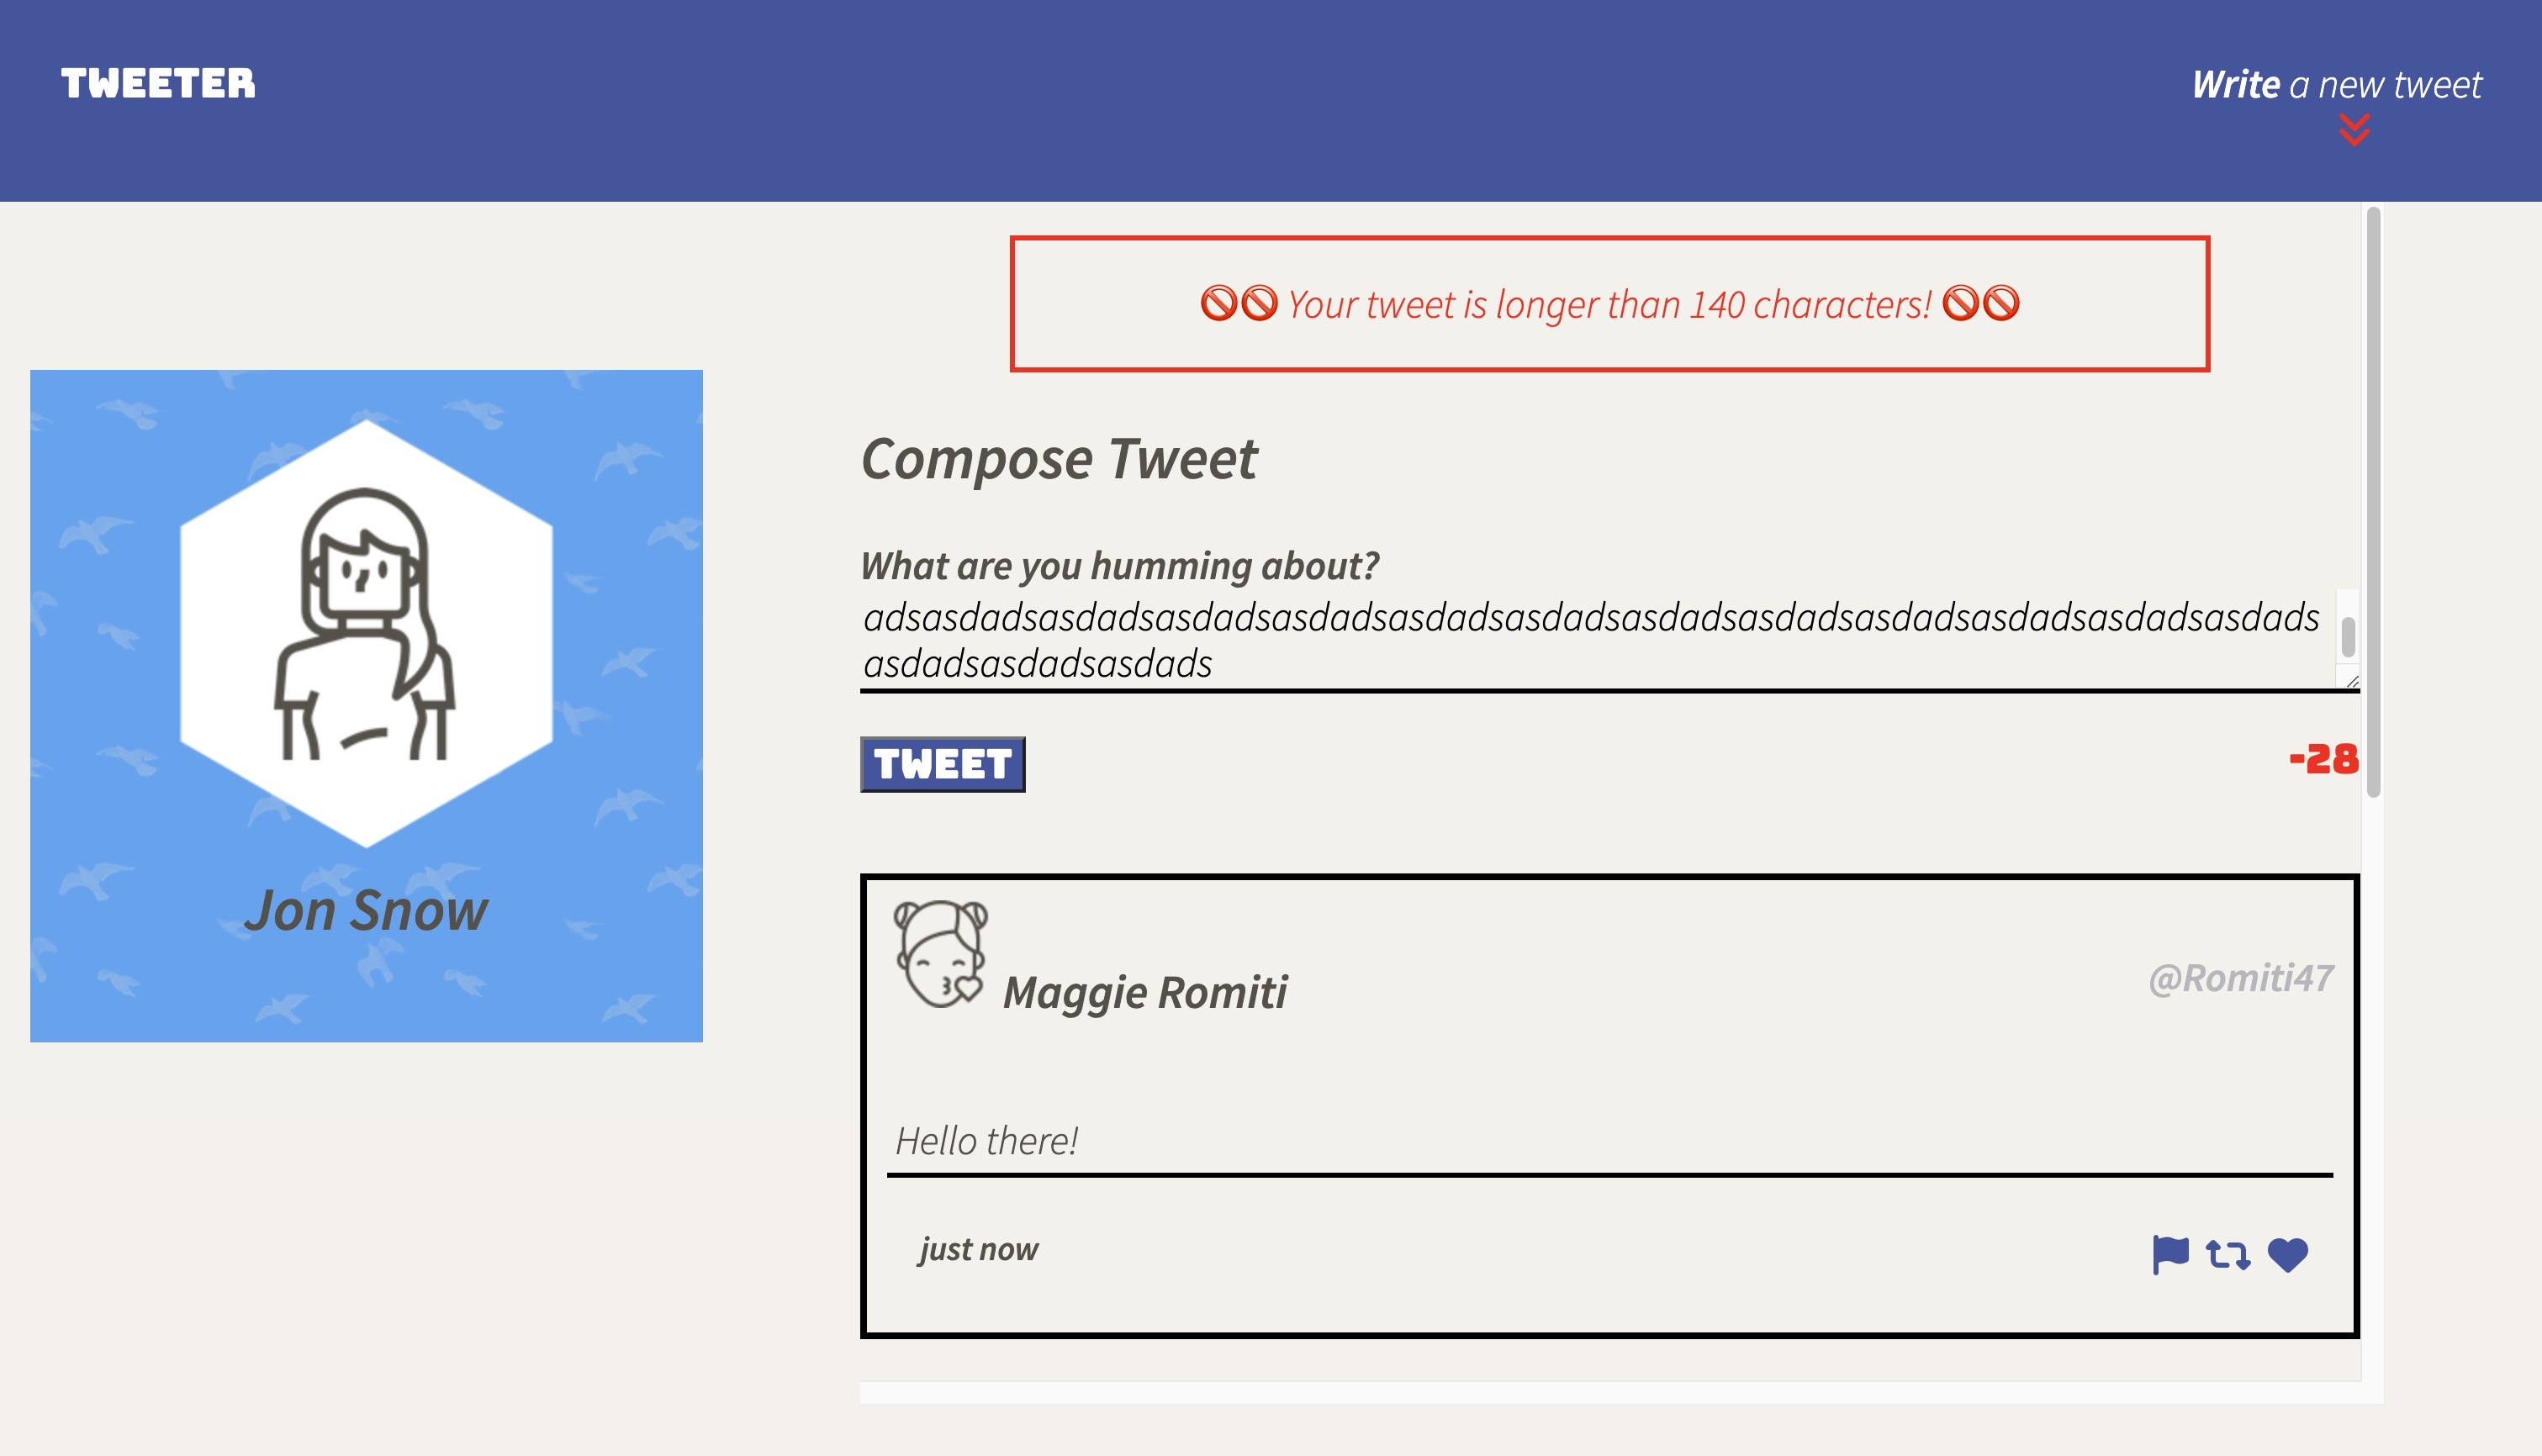 TWEETER
Write a new tweet
🚫🚫 Your tweet is longer than 140 characters! 🚫🚫
Compose Tweet
What are you humming about?
adsasdadsasdadsasdadsasdadsasdadsasdadsasdadsasdadsasdadsasdadsasdadsasdads
asdadsasdadsasdads
TWEET
-28
Jon Snow
Maggie Romiti
@Romiti47
Hello there!
just now